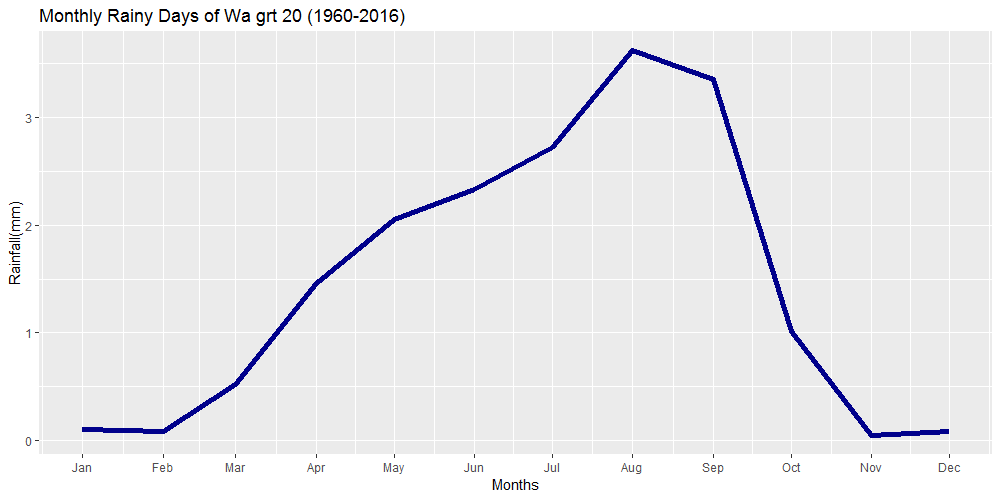 Monthly Rainy Days of Wa grt 20 (1960-2016)
Rainfall(mm)
3
2
1
0
Jan Feb Mar Apr May Jun Jul Aug Sep Oct Nov Dec
Months